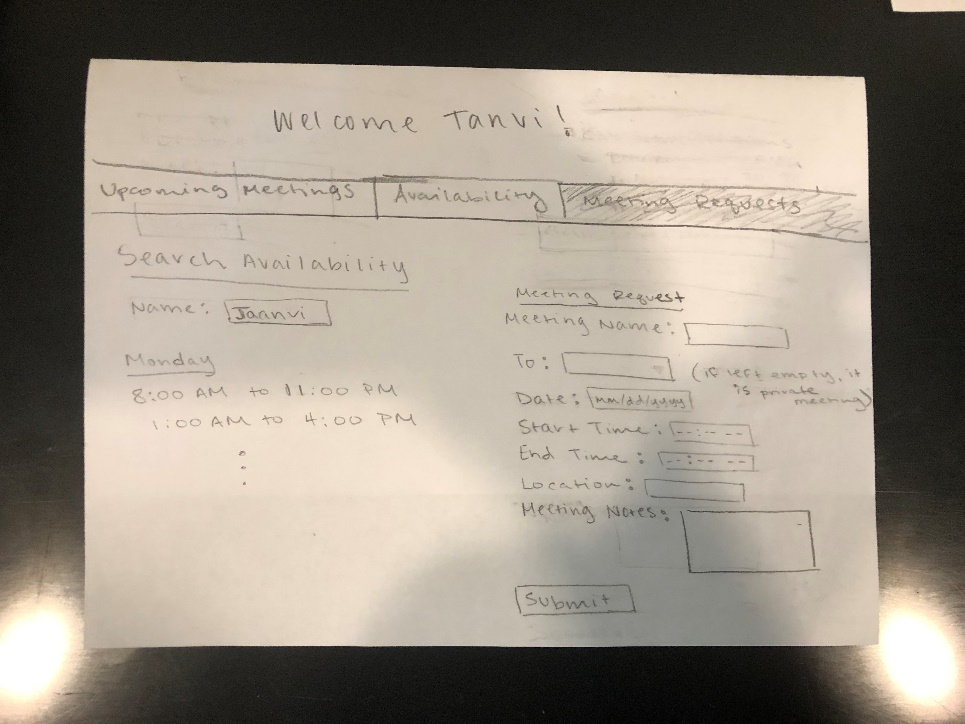 Welcome Tanvi!
Upcoming Meetings Availability Meeting Requests
Search Availability
Name: Jaanvi
Monday
8:00 AM to 11:00 PM
1:00 AM to 4:00 PM
Meeting Request
Meeting Name:
To: (if left empty, it
is private
meeting)
Date: mm/dd/yyyy
Start Time: --:-- --
End Time: --:-- --
Location:
Meeting Notes:
Submit